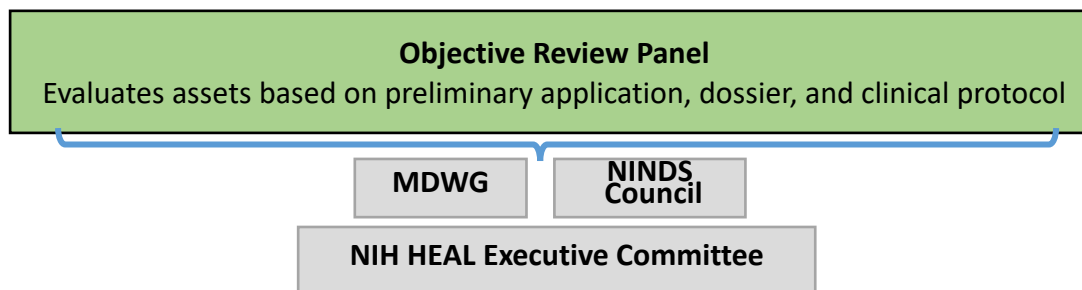 Objective Review Panel
Evaluates assets based on preliminary application, dossier, and clinical protocol
MDWG
NINDS
Council
NIH HEAL Executive Committee